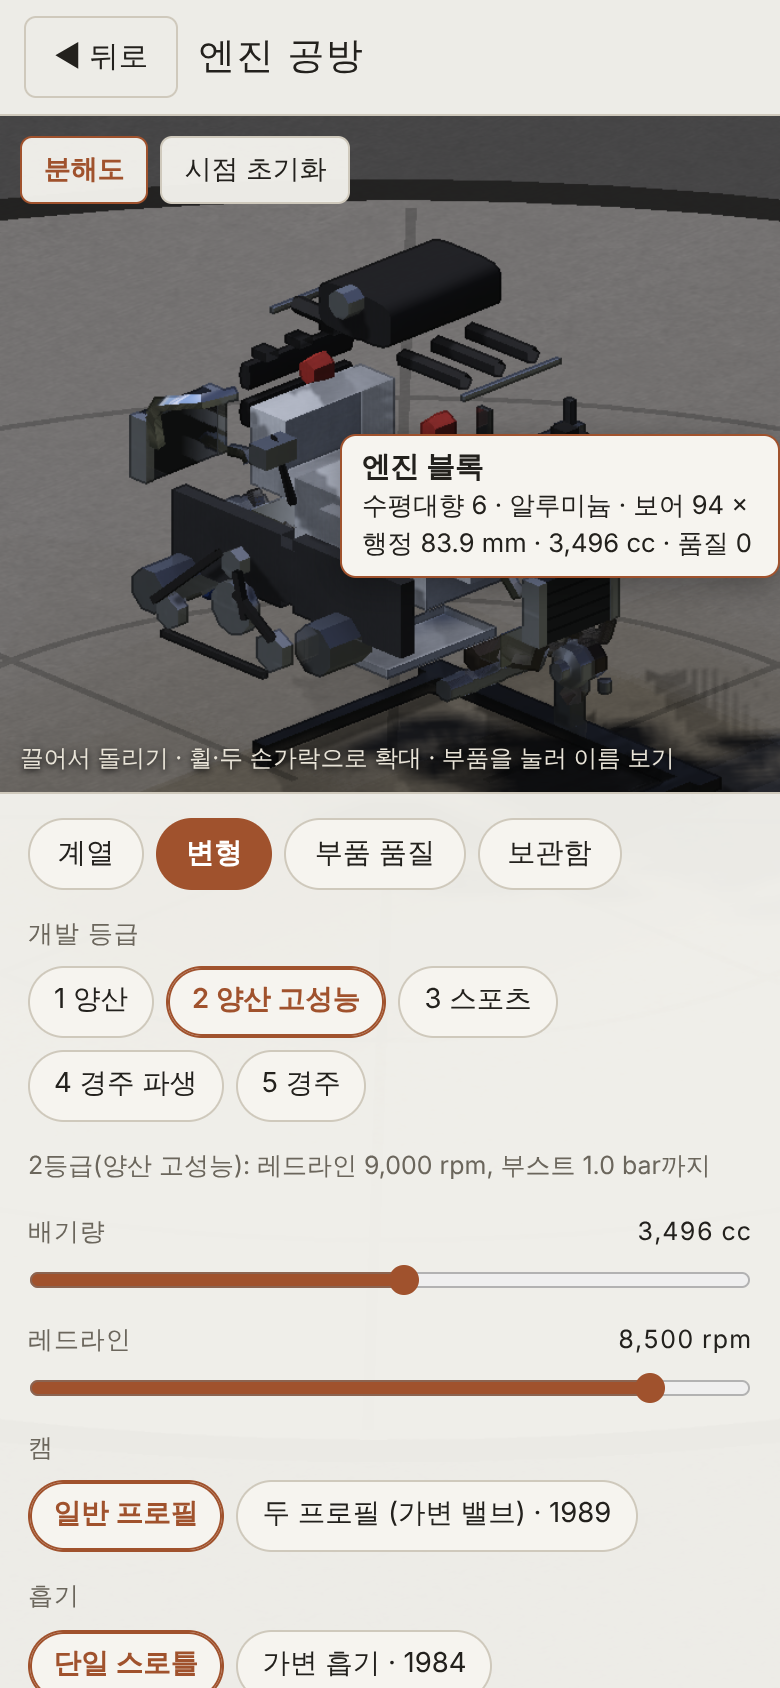 ◀ 뒤로
엔진 공방
분해도
시점 초기화
엔진 블록
수평대향 6 · 알루미늄 · 보어 94 ×
행정 83.9 mm · 3,496 cc · 품질 0
끌어서 돌리기 · 휠·두 손가락으로 확대 · 부품을 눌러 이름 보기
계열
변형
부품 품질
보관함
개발 등급
1 양산
2 양산 고성능
3 스포츠
4 경주 파생
5 경주
2등급(양산 고성능): 레드라인 9,000 rpm, 부스트 1.0 bar까지
배기량
3,496 cc
레드라인
8,500 rpm
캠
일반 프로필
두 프로필 (가변 밸브) · 1989
흡기
단일 스로틀
가변 흡기 · 1984